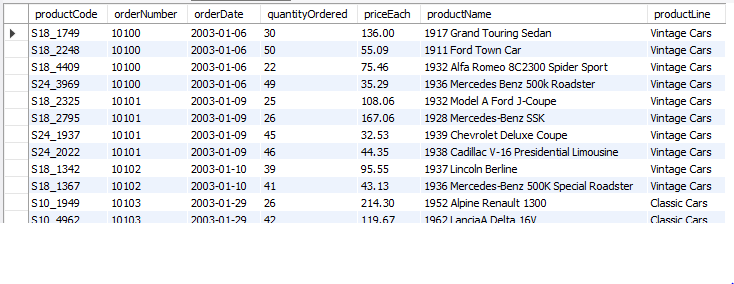 productCode orderNumber orderDate quantityOrdered priceEach productName productLine
S18_1749 10100 2003-01-06 30 136.00 1917 Grand Touring Sedan Vintage Cars
S18_2248 10100 2003-01-06 50 55.09 1911 Ford Town Car Vintage Cars
S18_4409 10100 2003-01-06 22 75.46 1932 Alfa Romeo 8C2300 Spider Sport Vintage Cars
S24_3969 10100 2003-01-06 49 35.29 1936 Mercedes Benz 500k Roadster Vintage Cars
S18_2325 10101 2003-01-09 25 108.06 1932 Model A Ford J-Coupe Vintage Cars
S18_2795 10101 2003-01-09 26 167.06 1928 Mercedes-Benz SSK Vintage Cars
S24_1937 10101 2003-01-09 45 32.53 1939 Chevrolet Deluxe Coupe Vintage Cars
S24_2022 10101 2003-01-09 46 44.35 1938 Cadillac V-16 Presidential Limousine Vintage Cars
S18_1342 10102 2003-01-10 39 95.55 1937 Lincoln Berline Vintage Cars
S18_1367 10102 2003-01-10 41 43.13 1936 Mercedes-Benz 500K Special Roadster Vintage Cars
S10_1949 10103 2003-01-29 26 214.30 1952 Alpine Renault 1300 Classic Cars
S10_4962 10103 2003-01-29 42 119.67 1962 LanciaA Delta 16V Classic Cars